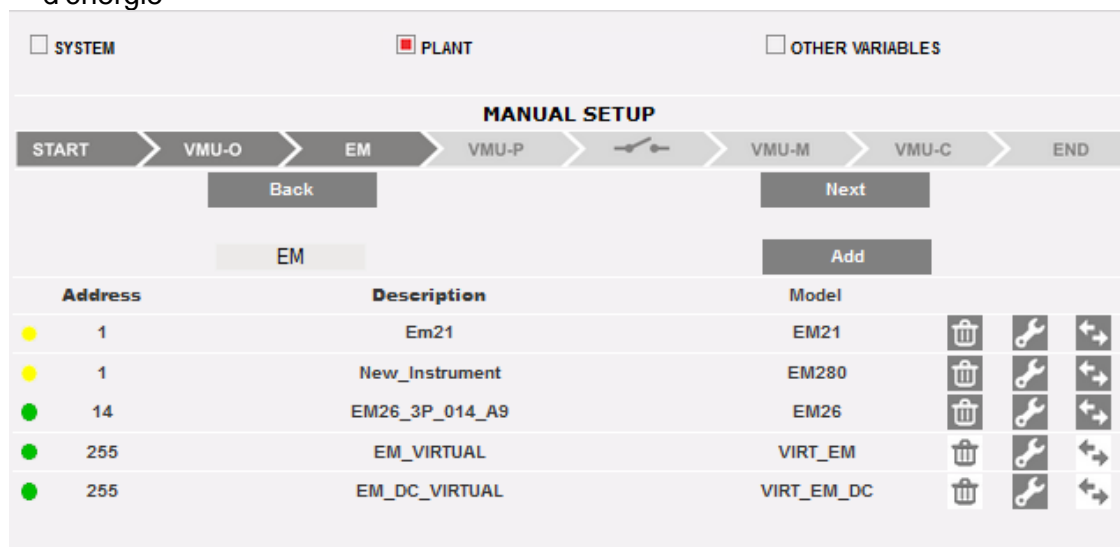 d'énergie
SYSTEM PLANT OTHER VARIABLES
MANUAL SETUP
START VMU-O EM VMU-P VMU-M VMU-C END
Back Next
EM Add
Address Description Model
1 Em21 EM21
1 New_Instrument EM280
14 EM26_3P_014_A9 EM26
255 EM_VIRTUAL VIRT_EM
255 EM_DC_VIRTUAL VIRT_EM_DC